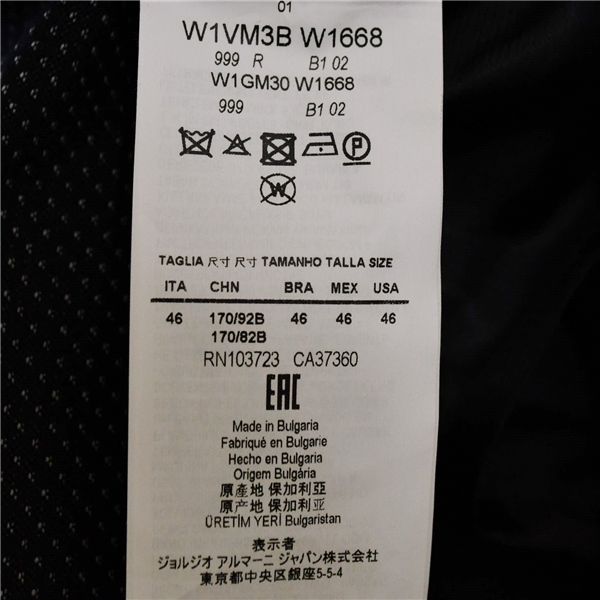 01
W1VM3B W1668
999 R B1 02
W1GM30 W1668
999 B1 02
P
W
TAGLIA 尺寸 尺寸 TAMANHO TALLA SIZE
ITA CHN BRA MEX USA
46 170/92B 46 46 46
170/82B
RN103723 CA37360
EAC
Made in Bulgaria
Fabriqué en Bulgarie
Hecho en Bulgaria
Origem Bulgària
原產地 保加利亞
原产地 保加利亚
ÜRETİM YERİ Bulgaristan
表示者
ジョルジオ アルマーニ ジャパン株式会社
東京都中央区銀座5-5-4